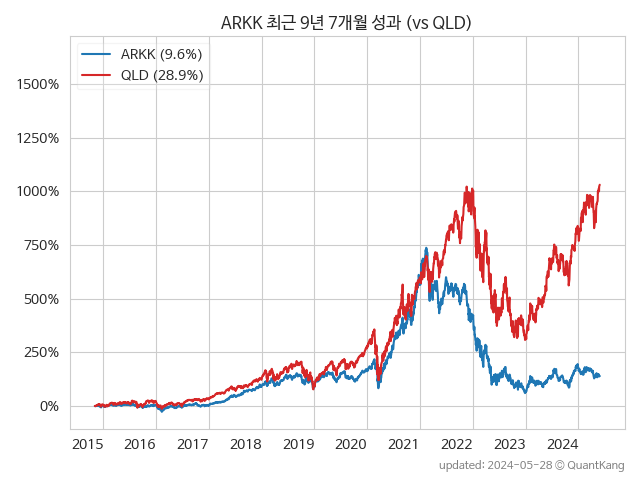 ARKK 최근 9년 7개월 성과 (vs QLD)
ARKK (9.6%)
QLD (28.9%)
1500%
1250%
1000%
750%
500%
250%
0%
2015 2016 2017 2018 2019 2020 2021 2022 2023 2024
updated: 2024-05-28 © QuantKang